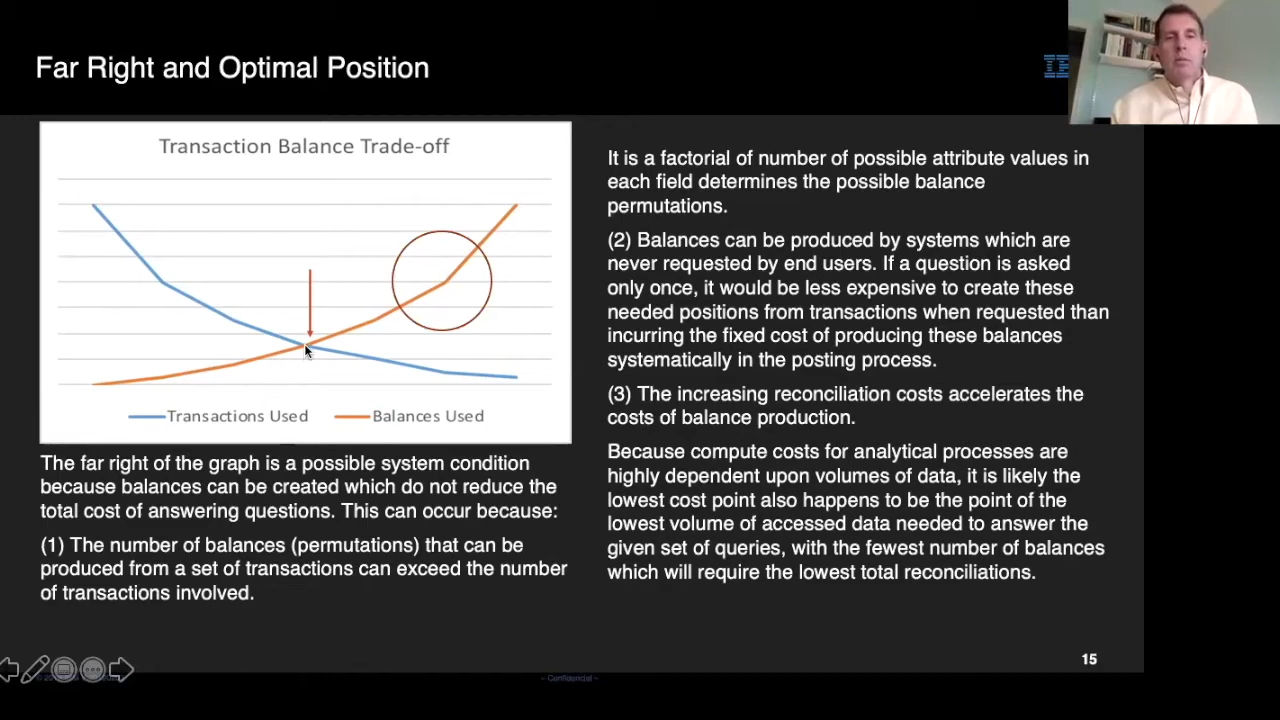 Far Right and Optimal Position
Transaction Balance Trade-off
Transactions Used
Balances Used
The far right of the graph is a possible system condition
because balances can be created which do not reduce the
total cost of answering questions. This can occur because:
(1) The number of balances (permutations) that can be
produced from a set of transactions can exceed the number
of transactions involved.
It is a factorial of number of possible attribute values in
each field determines the possible balance
permutations.
(2) Balances can be produced by systems which are
never requested by end users. If a question is asked
only once, it would be less expensive to create these
needed positions from transactions when requested than
incurring the fixed cost of producing these balances
systematically in the posting process.
(3) The increasing reconciliation costs accelerates the
costs of balance production.
Because compute costs for analytical processes are
highly dependent upon volumes of data, it is likely the
lowest cost point also happens to be the point of the
lowest volume of accessed data needed to answer the
given set of queries, with the fewest number of balances
which will require the lowest total reconciliations.
15
– Confidencial –